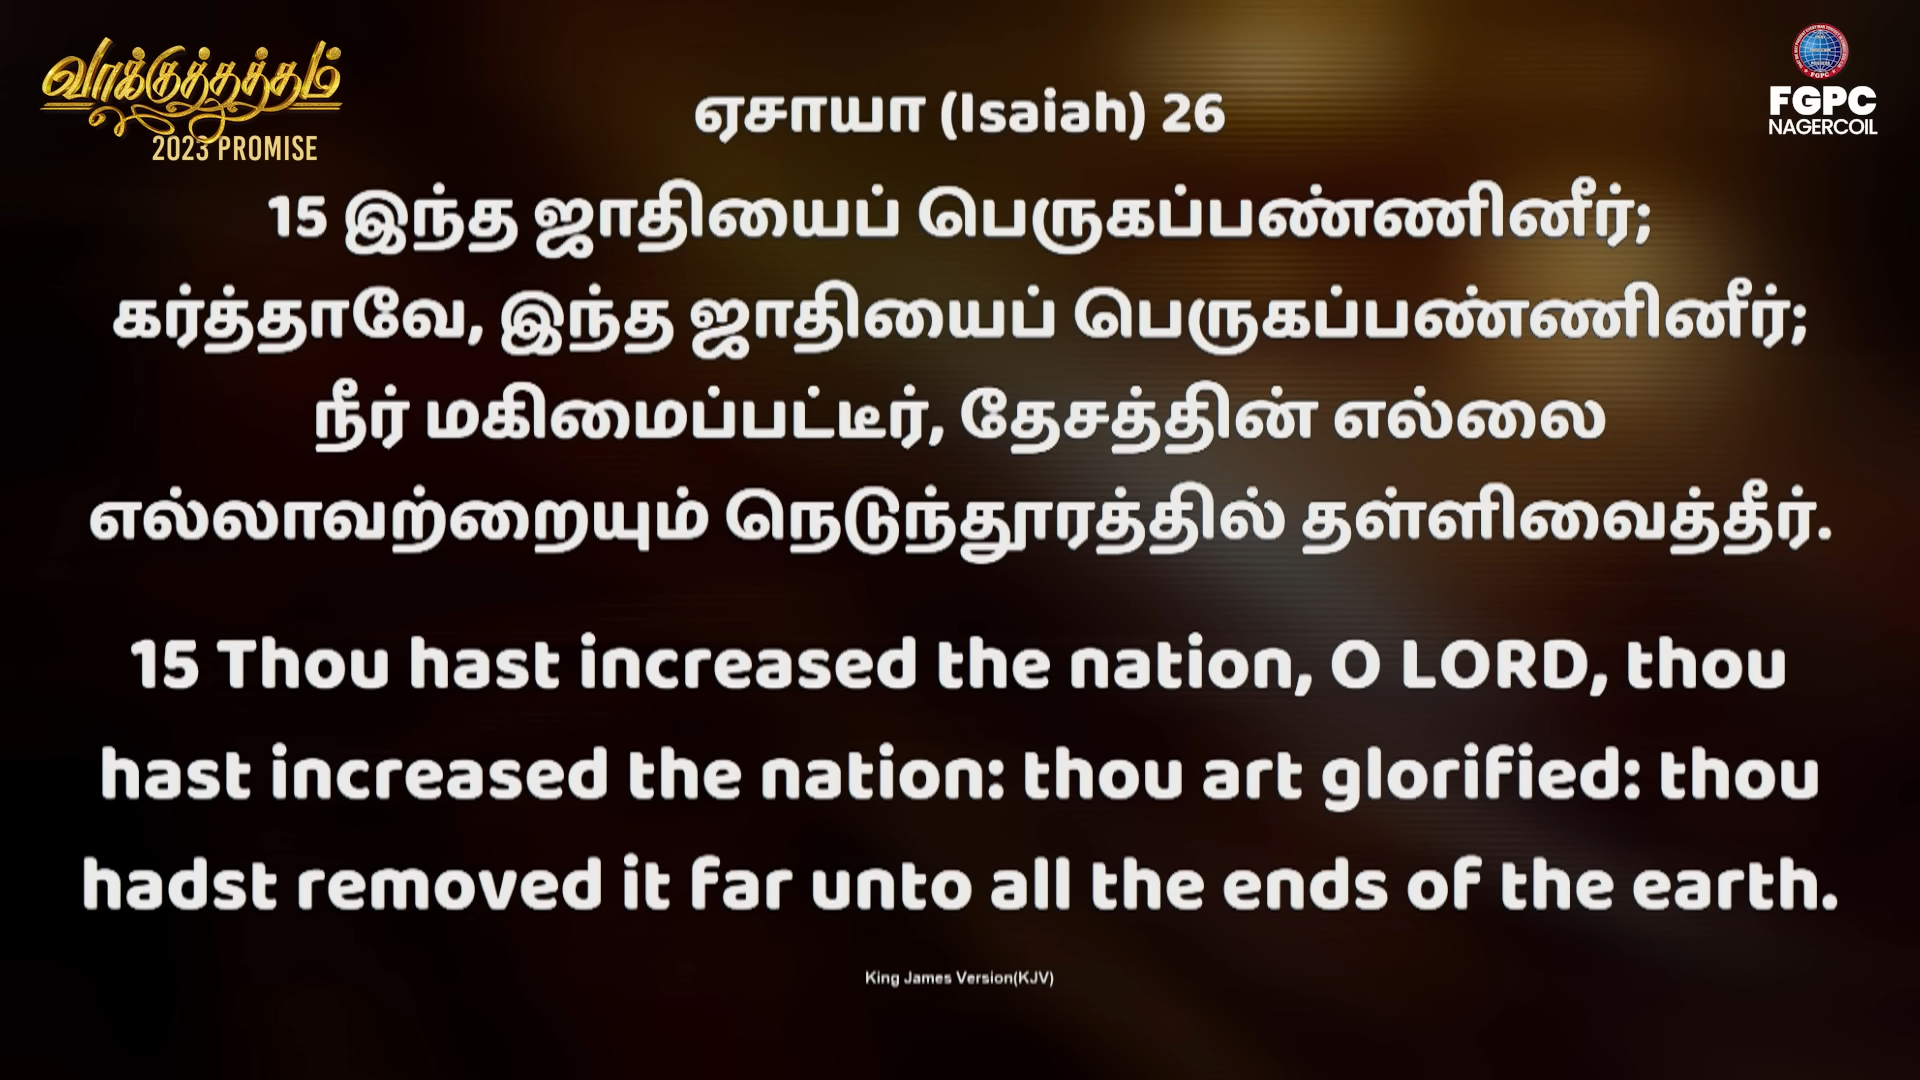 வாக்குத்தத்தம்
2023 PROMISE
FGPC
FGPC
NAGERCOIL
ஏசாயா (Isaiah) 26
15 இந்த ஜாதியைப் பெருகப்பண்ணினீர்;
கர்த்தாவே, இந்த ஜாதியைப் பெருகப்பண்ணினீர்;
நீர் மகிமைப்பட்டீர், தேசத்தின் எல்லை
எல்லாவற்றையும் நெடுந்தூரத்தில் தள்ளிவைத்தீர்.
15 Thou hast increased the nation, O LORD, thou
hast increased the nation: thou art glorified: thou
hadst removed it far unto all the ends of the earth.
King James Version(KJV)